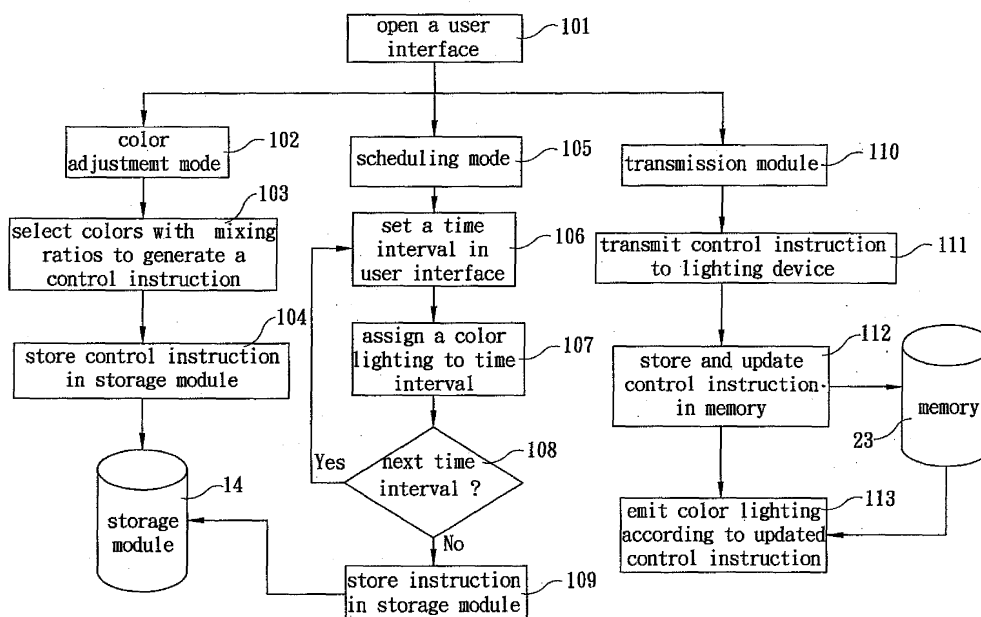 open a user
interface
101
color
adjustmemt mode
102
103
select colors with mixing
ratios to generate a
control instruction
104
store control instruction
in storage module
14
storage
module
scheduling mode
105
set a time
interval in
user interface
106
assign a color
lighting to time
interval
107
Yes
next time
interval ?
108
No
store instruction
in storage module
109
transmission module
110
transmit control instruction
to lighting device
111
112
store and update
control instruction
in memory
memory
23
113
emit color lighting
according to updated
control instruction